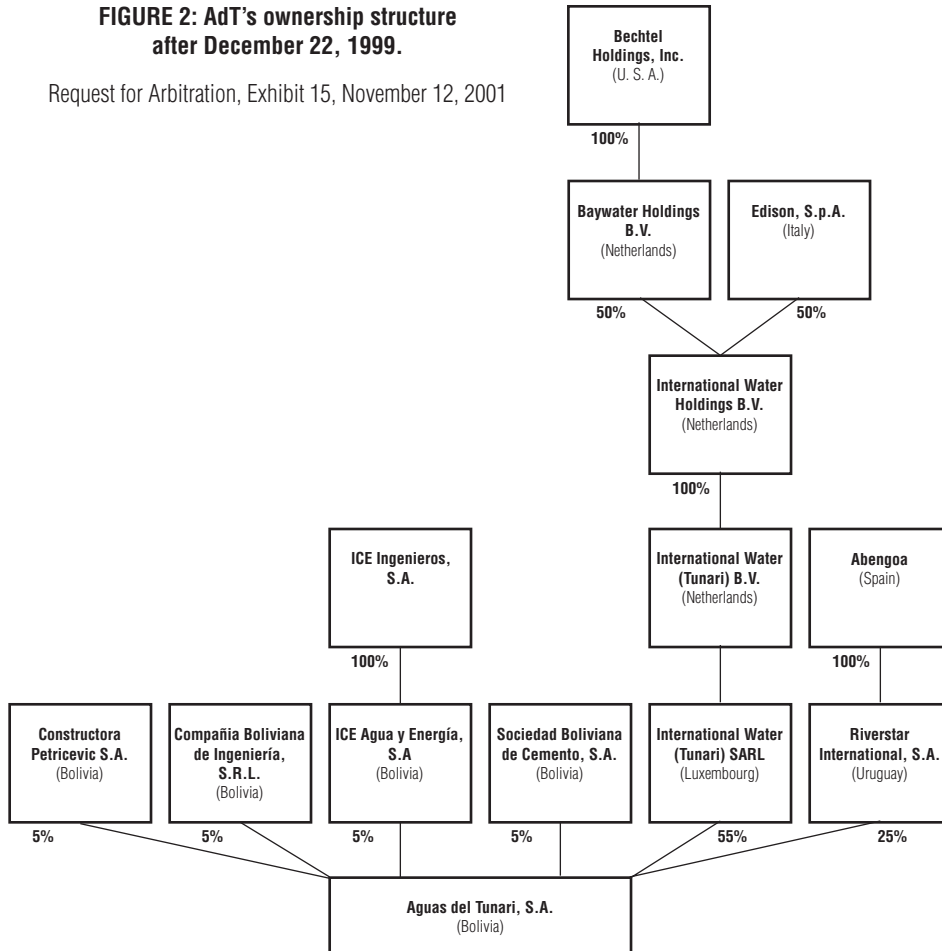 FIGURE 2: AdT's ownership structure
after December 22, 1999.
Request for Arbitration, Exhibit 15, November 12, 2001
Bechtel
Holdings, Inc.
(U. S. A.)
100%
Baywater Holdings
B.V.
(Netherlands)
Edison, S.p.A.
(Italy)
50%
50%
International Water
Holdings B.V.
(Netherlands)
100%
ICE Ingenieros,
S.A.
International Water
(Tunari) B.V.
(Netherlands)
Abengoa
(Spain)
100%
100%
Constructora
Petricevic S.A.
(Bolivia)
Compañia Boliviana
de Ingeniería,
S.R.L.
(Bolivia)
ICE Agua y Energía,
S.A
(Bolivia)
Sociedad Boliviana
de Cemento, S.A.
(Bolivia)
International Water
(Tunari) SARL
(Luxembourg)
Riverstar
International, S.A.
(Uruguay)
5%
5%
5%
5%
55%
25%
Aguas del Tunari, S.A.
(Bolivia)